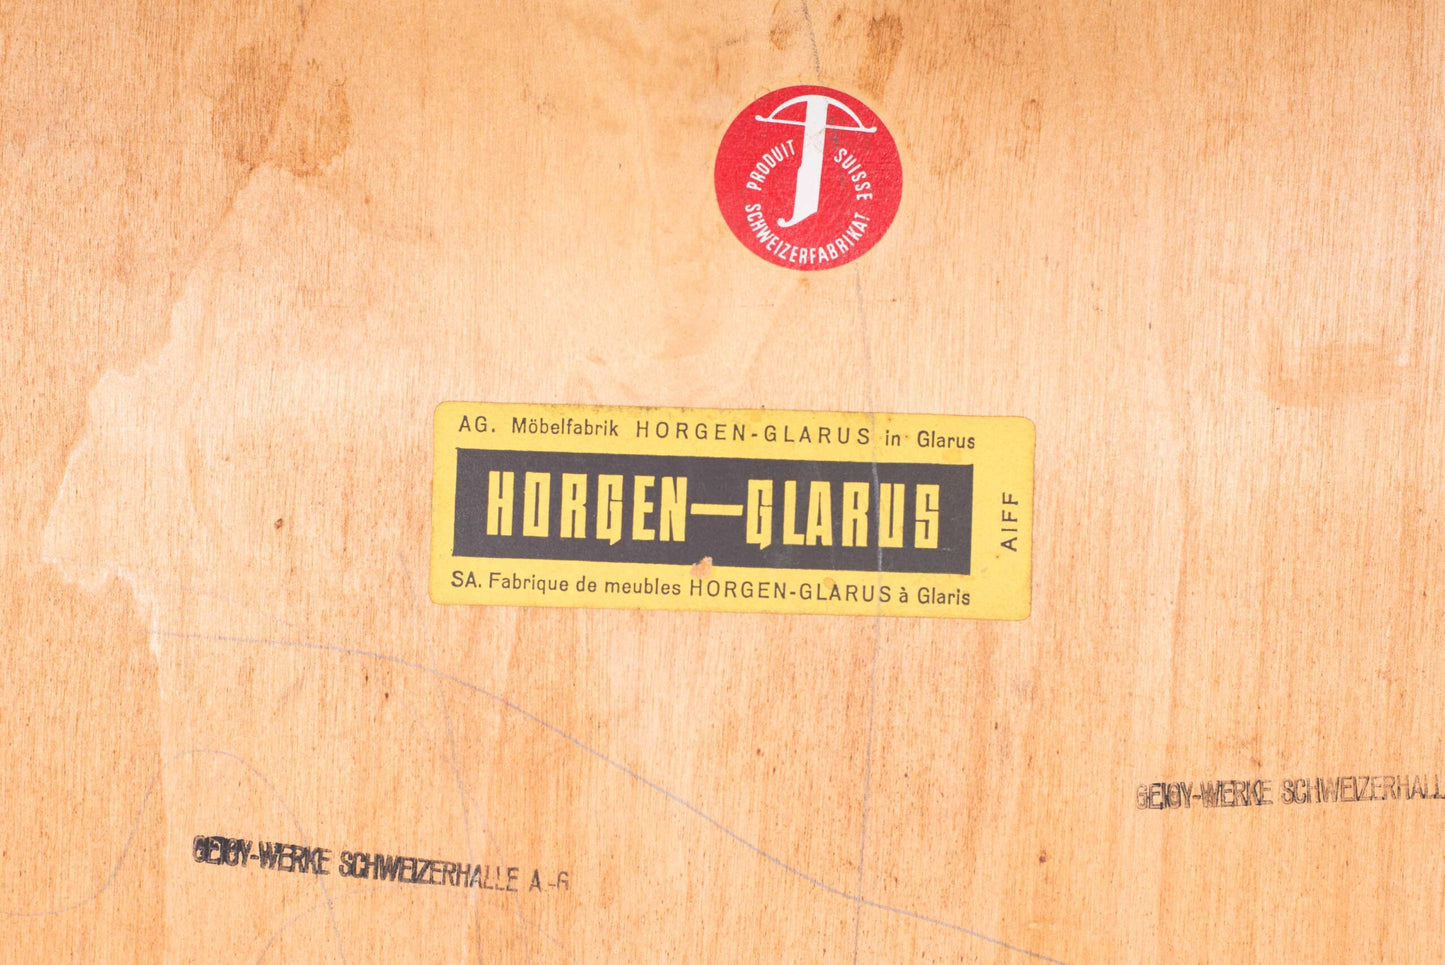 PRODUIT SUISSE
SCHWEIZERFABRIKAT
AG. Möbelfabrik HORGEN-GLARUS in Glarus
HORGEN—GLARUS
AIFF
SA. Fabrique de meubles HORGEN-GLARUS à Glaris
GEIGY-WERKE SCHWEIZERHALL
GEIGY-WERKE SCHWEIZERHALLE A-6